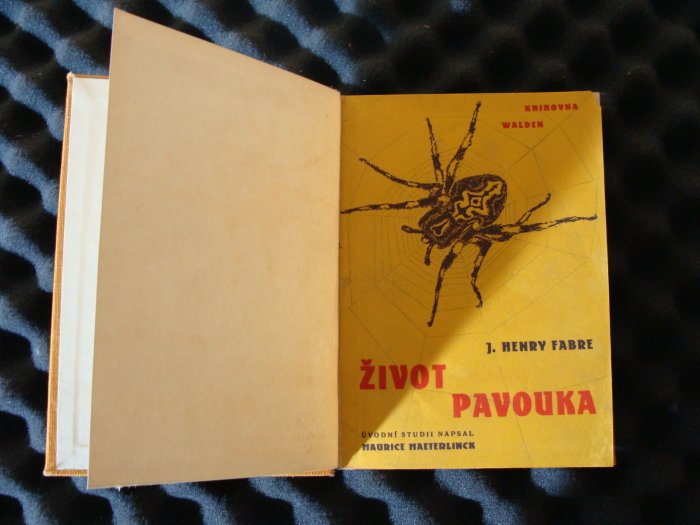 KNIHOVNA
WALDEN
J. HENRY FABRE
ŽIVOT
PAVOUKA
ÚVODNÍ STUDII NAPSAL
MAURICE MAETERLINCK